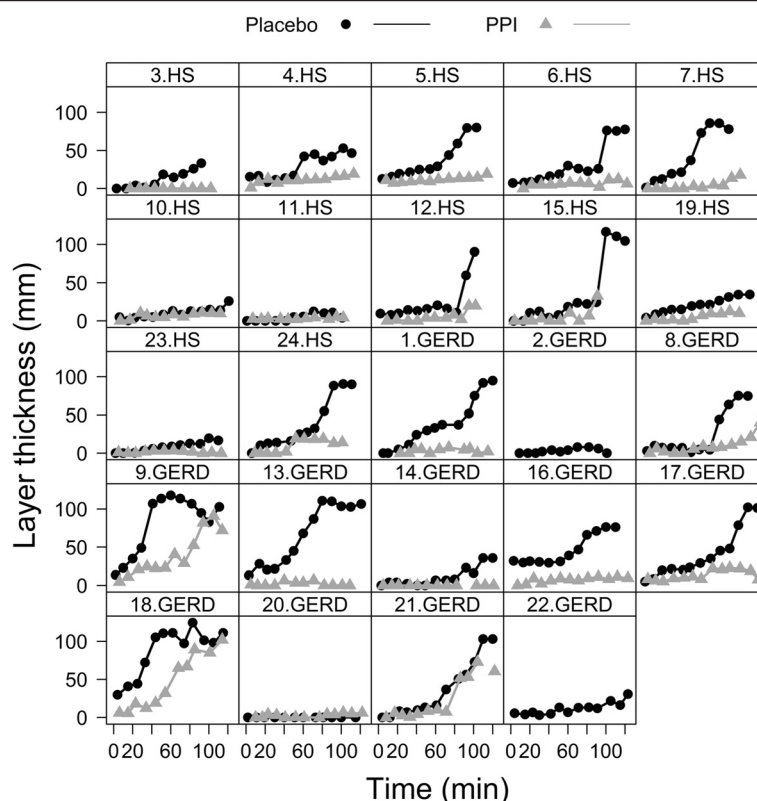 Placebo PPI
3.HS 4.HS 5.HS 6.HS 7.HS
100
50
0
10.HS 11.HS 12.HS 15.HS 19.HS
100
50
0
23.HS 24.HS 1.GERD 2.GERD 8.GERD
100
50
0
9.GERD 13.GERD 14.GERD 16.GERD 17.GERD
100
50
0
18.GERD 20.GERD 21.GERD 22.GERD
100
50
0
Layer thickness (mm)
0 20 60 100 0 20 60 100 0 20 60 100 0 20 60 100
Time (min)